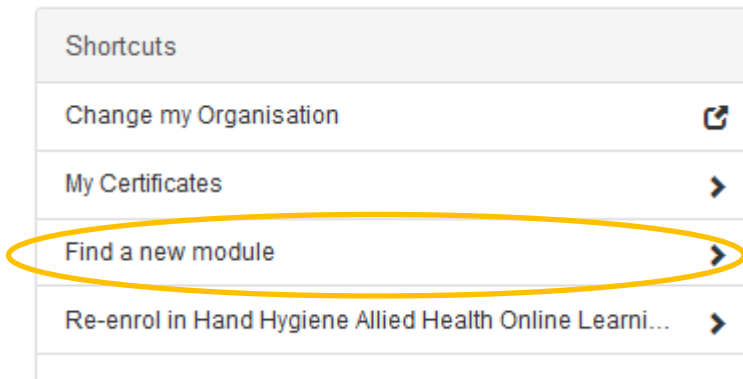 Shortcuts
Change my Organisation
My Certificates
Find a new module
Re-enrol in Hand Hygiene Allied Health Online Learni...